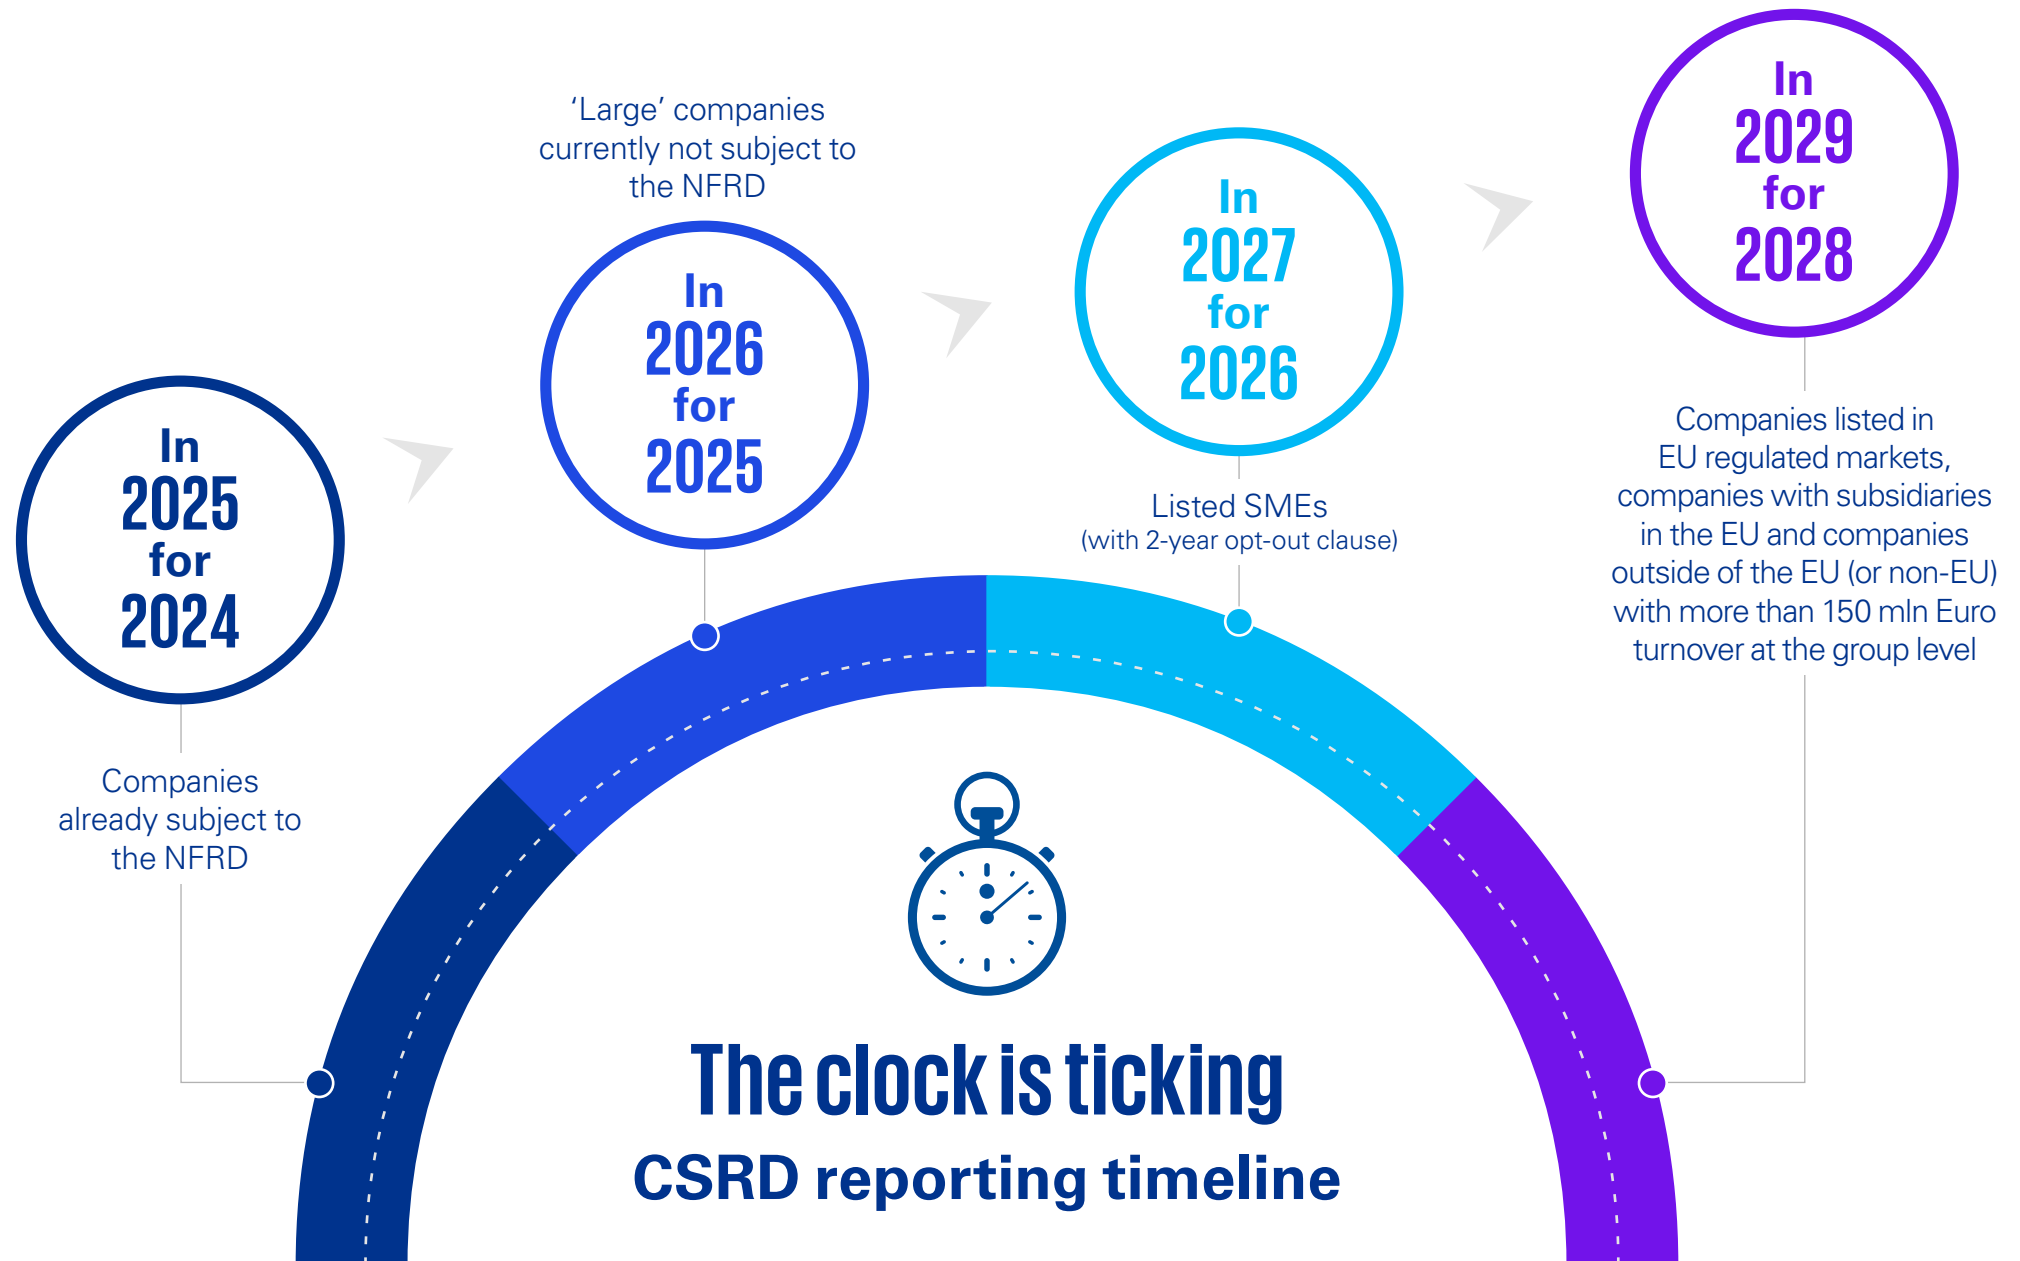 In
2025
for
2024
Companies
already subject to
the NFRD
‘Large’ companies
currently not subject to
the NFRD
In
2026
for
2025
In
2027
for
2026
Listed SMEs
(with 2-year opt-out clause)
In
2029
for
2028
Companies listed in
EU regulated markets,
companies with subsidiaries
in the EU and companies
outside of the EU (or non-EU)
with more than 150 mln Euro
turnover at the group level
The clock is ticking
CSRD reporting timeline